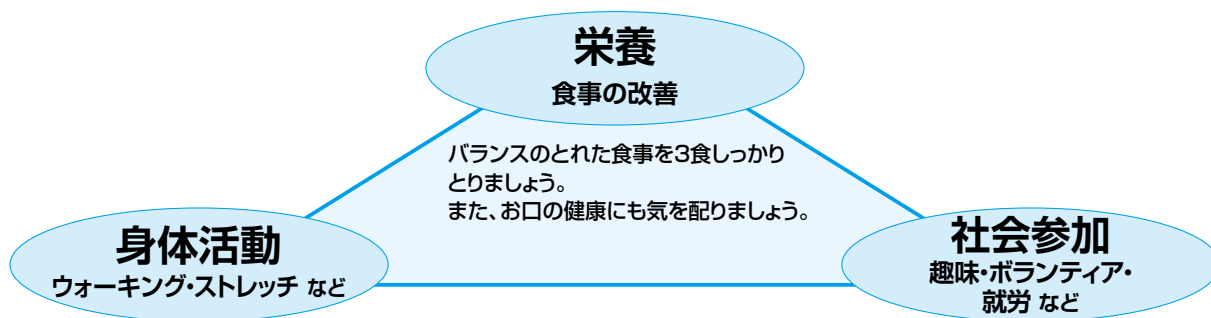 栄養
食事の改善
バランスのとれた食事を3食しっかり
とりましょう。
また、お口の健康にも気を配りましょう。
身体活動
ウォーキング・ストレッチ など
社会参加
趣味・ボランティア・
就労 など